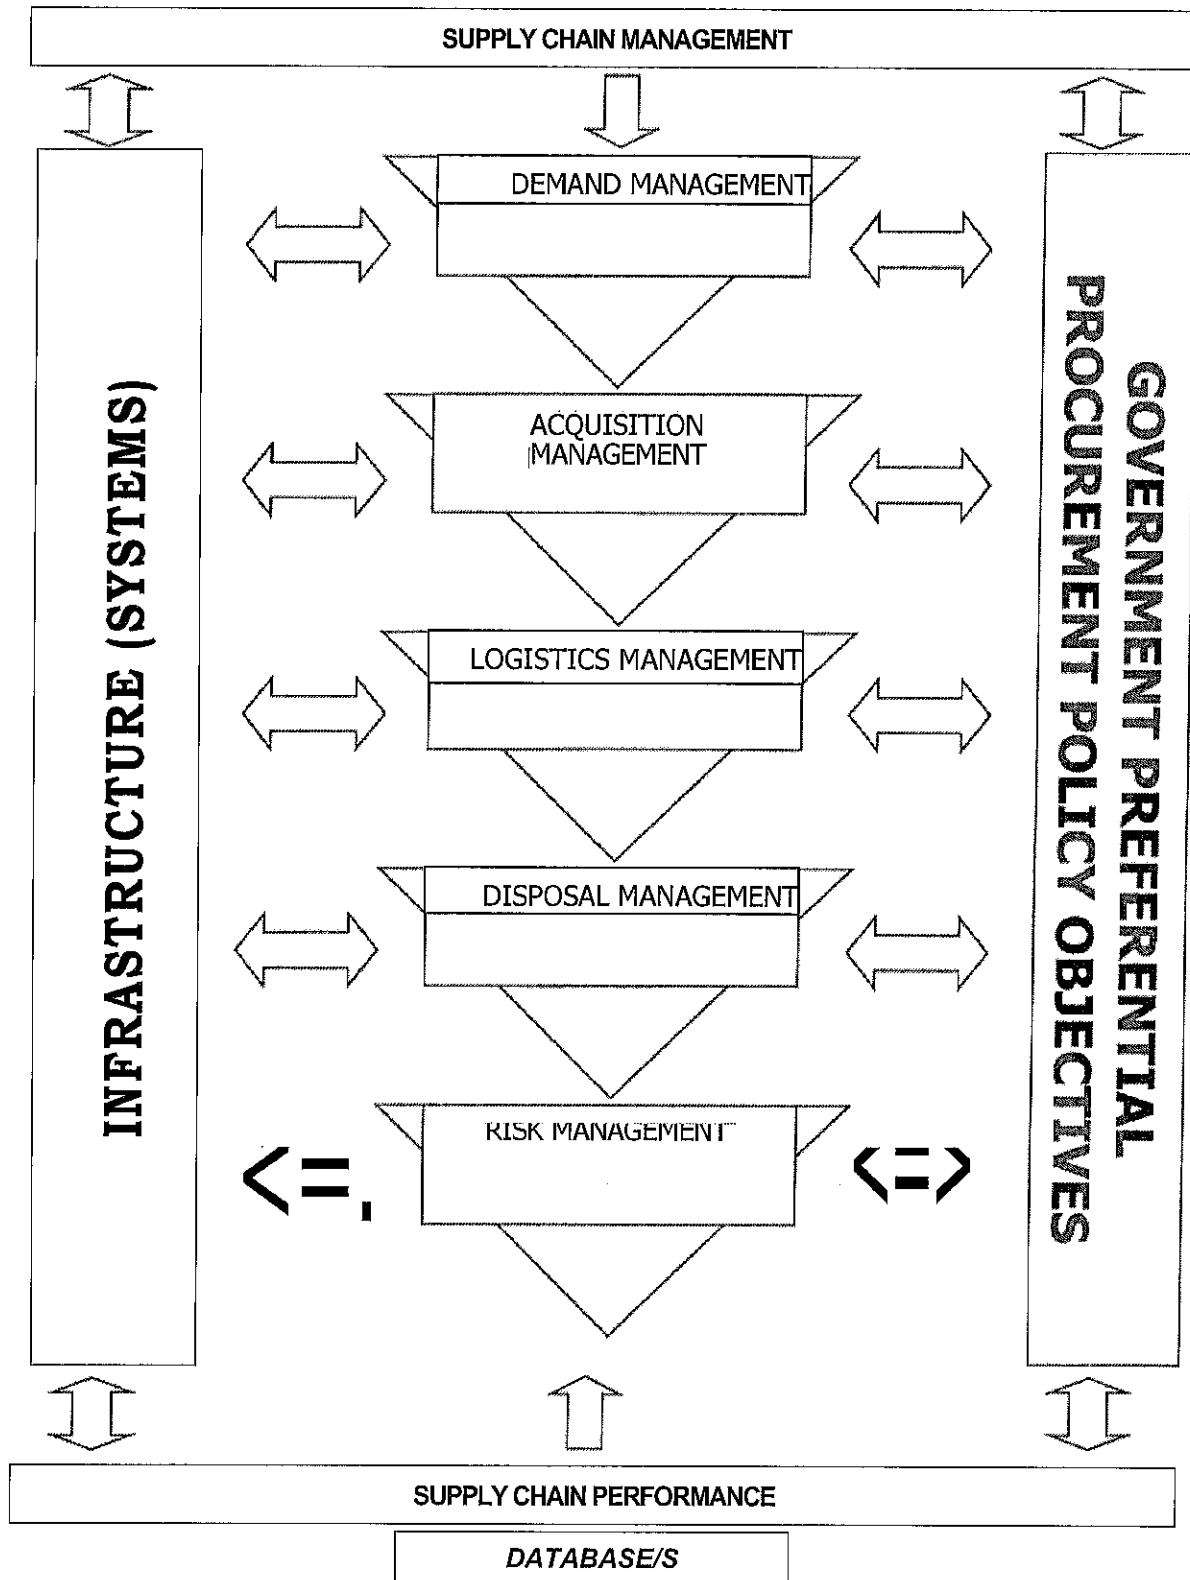 SUPPLY CHAIN MANAGEMENT
DEMAND MANAGEMENT
ACQUISITION
MANAGEMENT
LOGISTICS MANAGEMENT
DISPOSAL MANAGEMENT
RISK MANAGEMENT
<=,
<=>
INFRASTRUCTURE (SYSTEMS)
GOVERNMENT PREFERENTIAL
PROCUREMENT POLICY OBJECTIVES
SUPPLY CHAIN PERFORMANCE
DATABASE/S